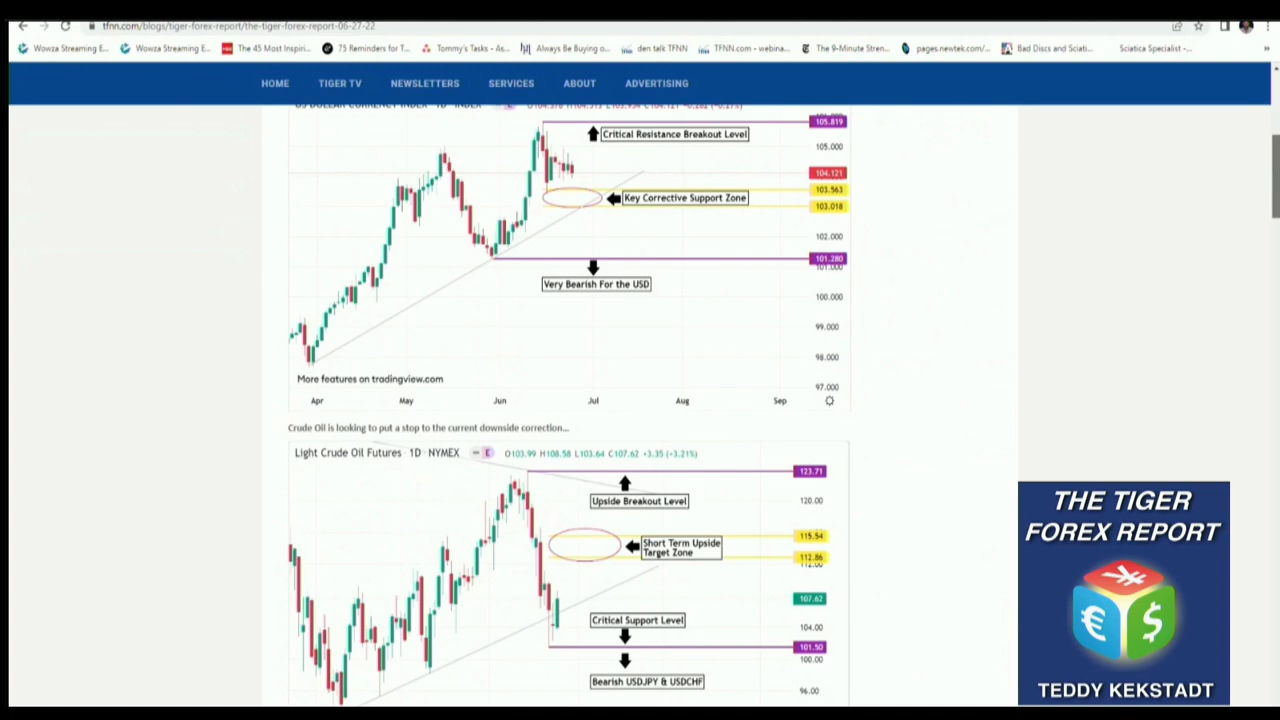 tfnn.com/blogs/tiger-forex-report/the-tiger-forex-report-06-27-22
Wowza Streaming E...
Wowza Streaming E...
The 45 Most Inspiri...
75 Reminders for T...
Tommy's Tasks - As...
Always Be Buying o...
den talk TFNN
TFNN.com - webina...
The 9-Minute Stren...
pages.newtek.com/...
Bad Discs and Sciati...
Sciatica Specialist -...
HOME
TIGER TV
NEWSLETTERS
SERVICES
ABOUT
ADVERTISING
105.819
Critical Resistance Breakout Level
105.000
104.121
103.563
Key Corrective Support Zone
103.018
102.000
101.280
101.000
Very Bearish For the USD
100.000
99.000
98.000
More features on tradingview.com
97.000
Apr
May
Jun
Jul
Aug
Sep
Crude Oil is looking to put a stop to the current downside correction...
Light Crude Oil Futures · 1D · NYMEX
E
O103.99 H108.58 L103.64 C107.62 +3.35 (+3.21%)
123.71
Upside Breakout Level
120.00
115.54
Short Term Upside
Target Zone
112.86
112.00
107.62
Critical Support Level
104.00
101.50
100.00
Bearish USDJPY & USDCHF
96.00
THE TIGER
FOREX REPORT
TEDDY KEKSTADT